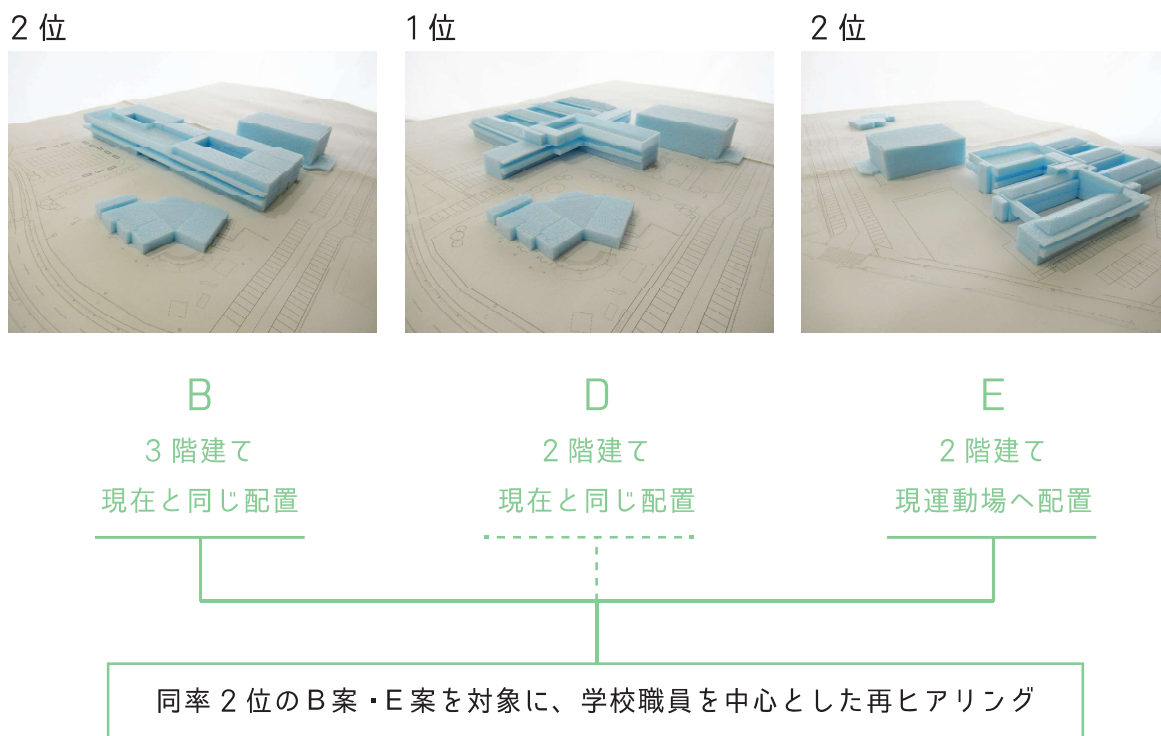 2位
1位
2位
B
D
E
3階建て
2階建て
2階建て
現在と同じ配置
現在と同じ配置
現運動場へ配置
同率2位のB案・E案を対象に、学校職員を中心とした再ヒアリング